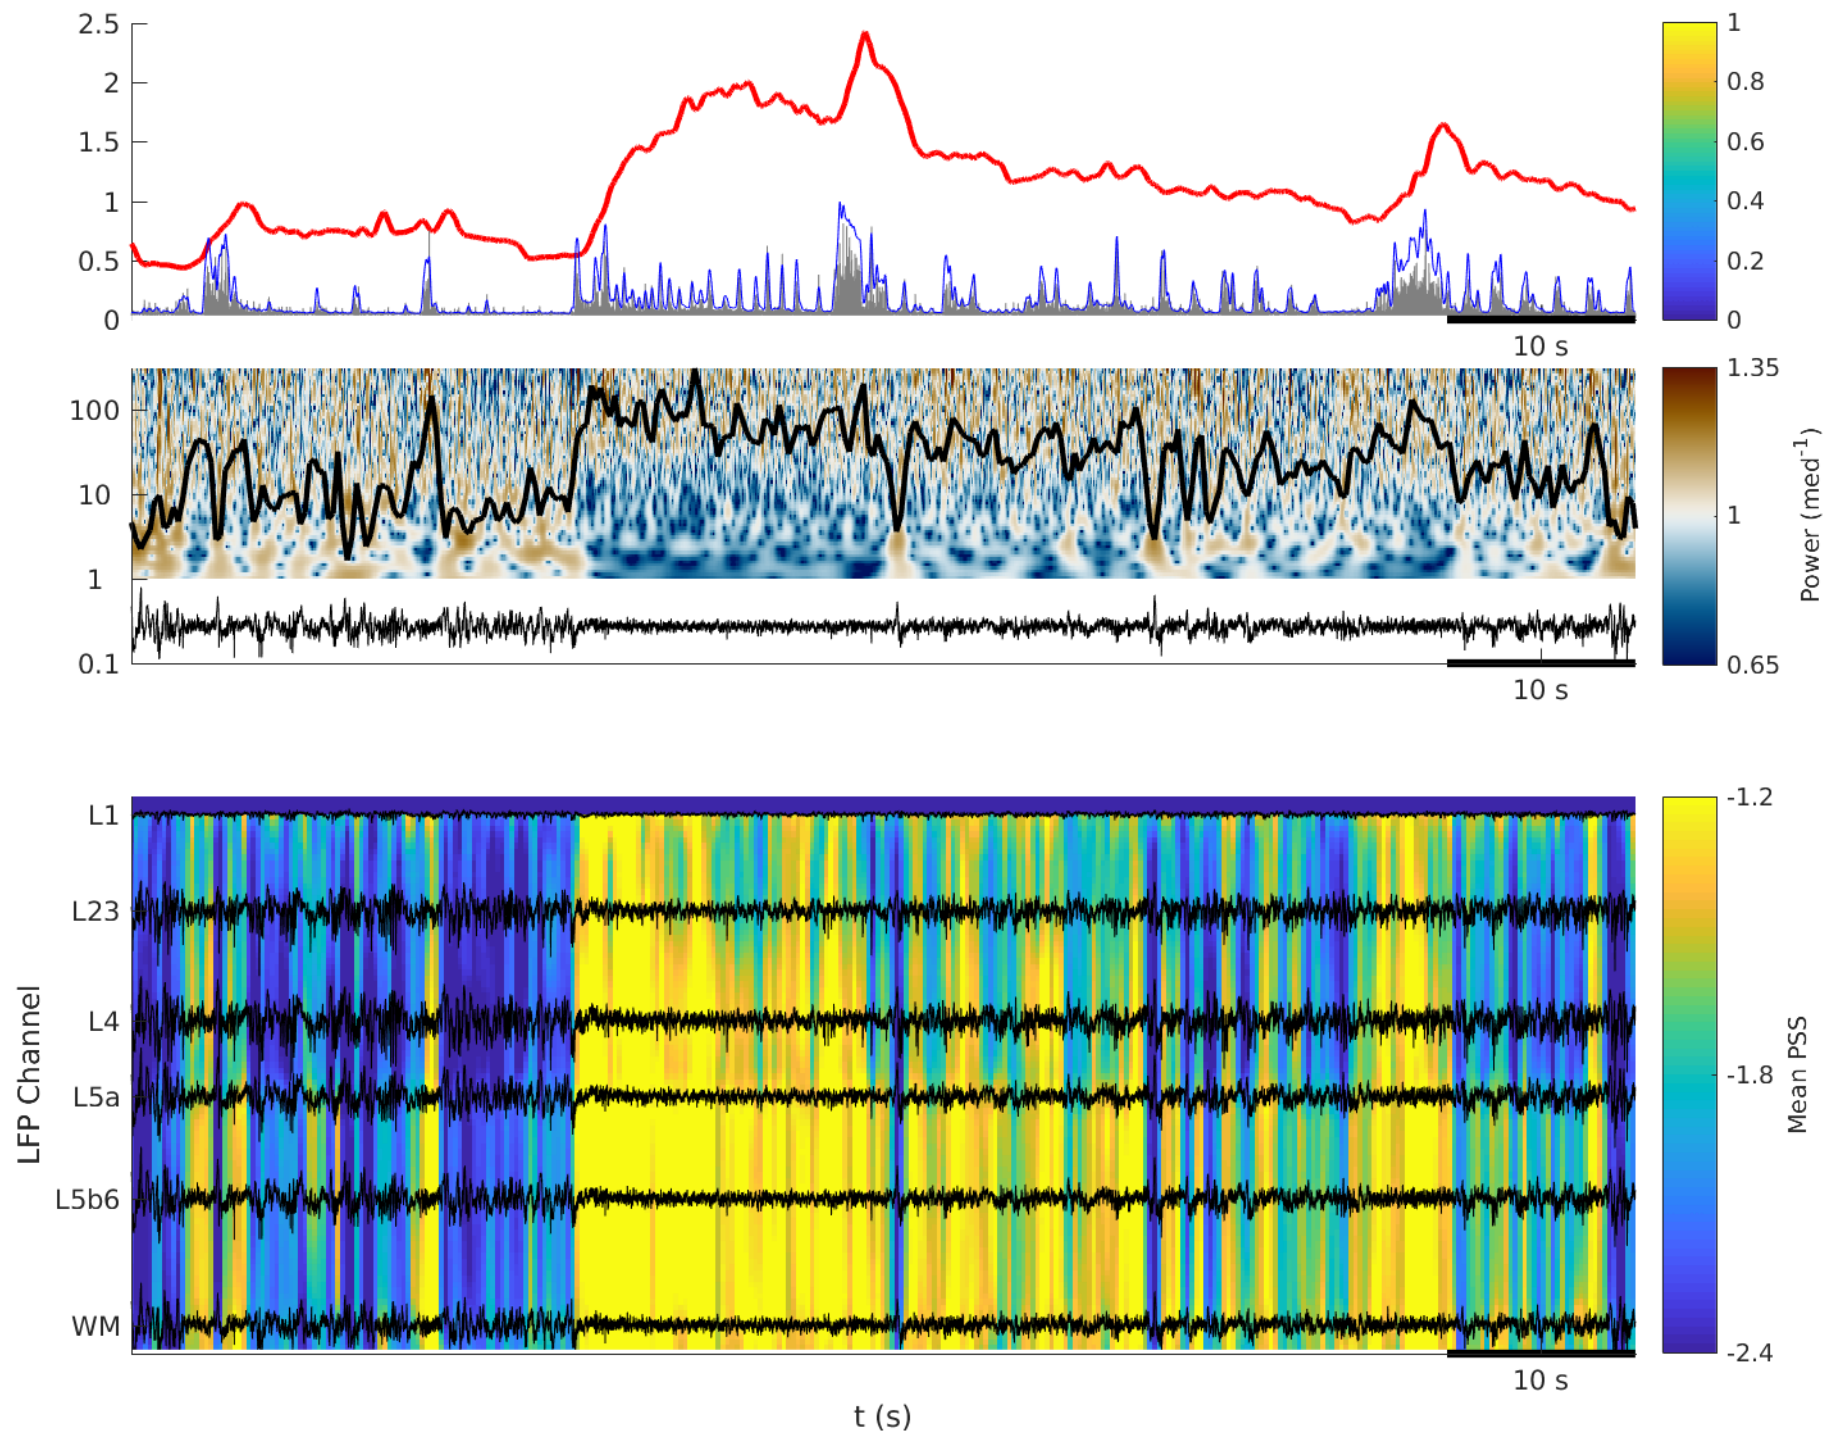 2.5
2
1.5
1
0.5
0
10 s
1
0.8
0.6
0.4
0.2
0
100
10
1
0.1
10 s
1.35
1
0.65
Power (med⁻¹)
LFP Channel
L1
L23
L4
L5a
L5b6
WM
10 s
t (s)
-1.2
-1.8
-2.4
Mean PSS